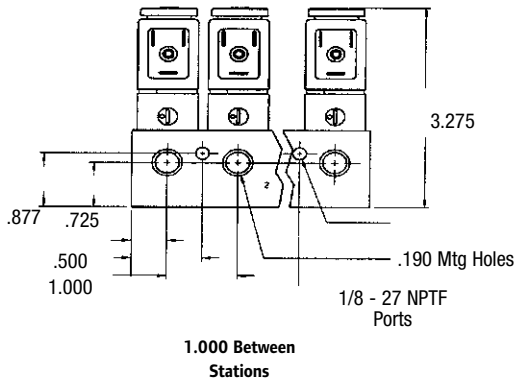 3.275
.877
.725
2
.500
1.000
.190 Mtg Holes
1/8 - 27 NPTF
Ports
1.000 Between
Stations